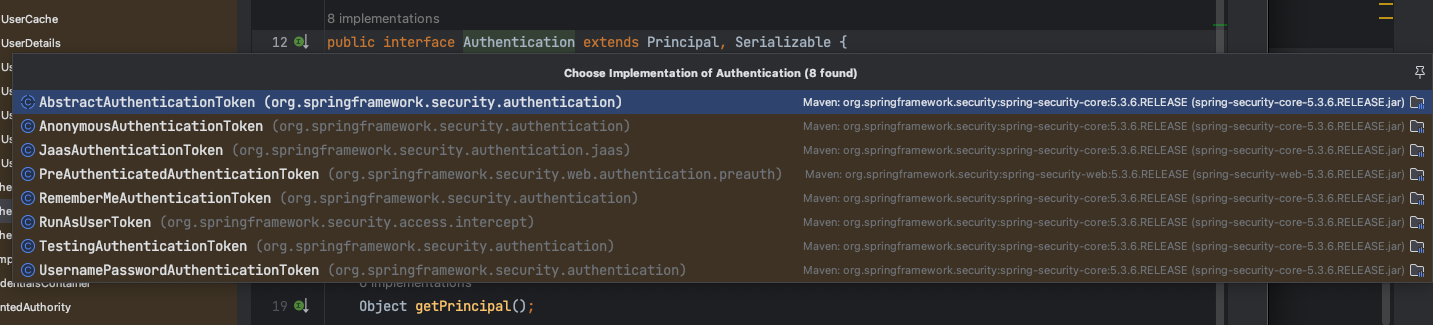 UserCache
8 implementations
UserDetails
12 public interface Authentication extends Principal, Serializable {
Choose Implementation of Authentication (8 found)
AbstractAuthenticationToken (org.springframework.security.authentication) Maven: org.springframework.security:spring-security-core:5.3.6.RELEASE (spring-security-core-5.3.6.RELEASE.jar)
AnonymousAuthenticationToken (org.springframework.security.authentication) Maven: org.springframework.security:spring-security-core:5.3.6.RELEASE (spring-security-core-5.3.6.RELEASE.jar)
JaasAuthenticationToken (org.springframework.security.authentication.jaas) Maven: org.springframework.security:spring-security-core:5.3.6.RELEASE (spring-security-core-5.3.6.RELEASE.jar)
PreAuthenticatedAuthenticationToken (org.springframework.security.web.authentication.preauth) Maven: org.springframework.security:spring-security-web:5.3.6.RELEASE (spring-security-web-5.3.6.RELEASE.jar)
RememberMeAuthenticationToken (org.springframework.security.authentication) Maven: org.springframework.security:spring-security-core:5.3.6.RELEASE (spring-security-core-5.3.6.RELEASE.jar)
RunAsUserToken (org.springframework.security.access.intercept) Maven: org.springframework.security:spring-security-core:5.3.6.RELEASE (spring-security-core-5.3.6.RELEASE.jar)
TestingAuthenticationToken (org.springframework.security.authentication) Maven: org.springframework.security:spring-security-core:5.3.6.RELEASE (spring-security-core-5.3.6.RELEASE.jar)
UsernamePasswordAuthenticationToken (org.springframework.security.authentication) Maven: org.springframework.security:spring-security-core:5.3.6.RELEASE (spring-security-core-5.3.6.RELEASE.jar)
implementations
19 Object getPrincipal();
ntedAuthority